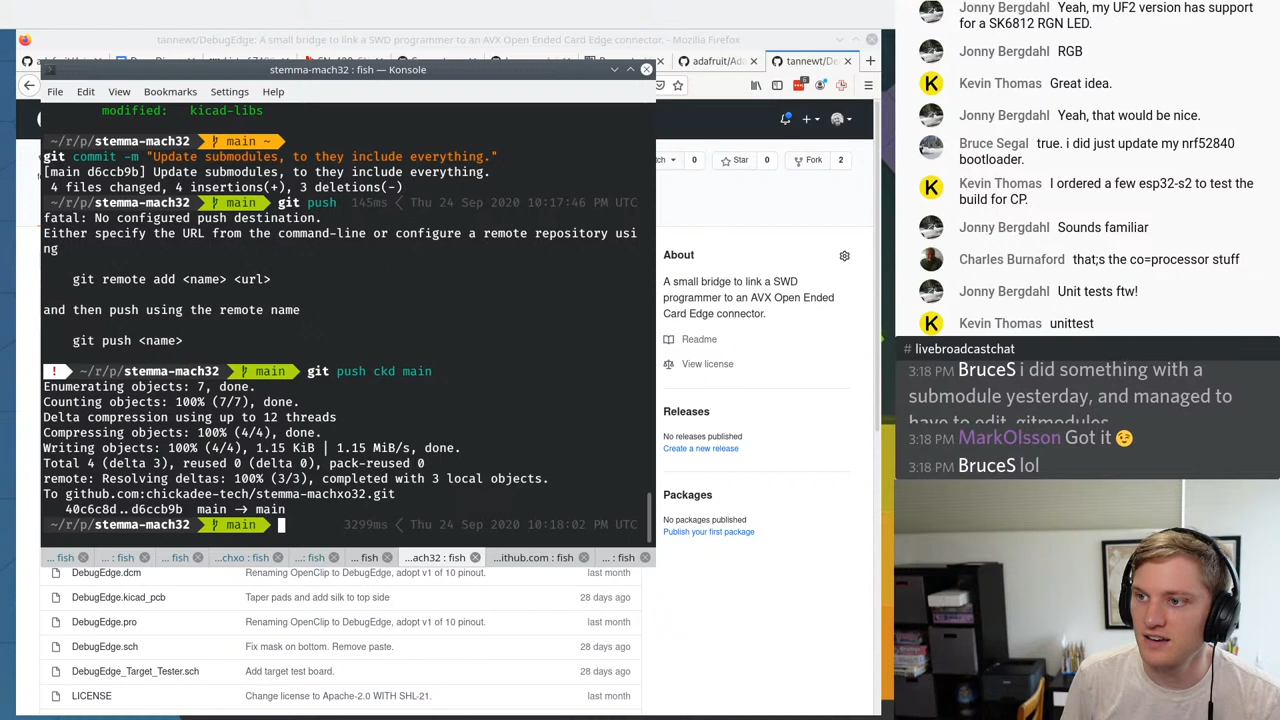 tannewt/DebugEdge: A small bridge to link a SWD programmer to an AVX Open Ended Card Edge connector. - Mozilla Firefox
adafruit/Ada
tannewt/Deb
stemma-mach32 : fish — Konsole
File Edit View Bookmarks Settings Help
modified: kicad-libs
~/r/p/stemma-mach32 main ~
git commit -m "Update submodules, to they include everything."
[main d6ccb9b] Update submodules, to they include everything.
4 files changed, 4 insertions(+), 3 deletions(-)
~/r/p/stemma-mach32 main git push 145ms < Thu 24 Sep 2020 10:17:46 PM UTC
fatal: No configured push destination.
Either specify the URL from the command-line or configure a remote repository usi
ng
git remote add <name> <url>
and then push using the remote name
git push <name>
! ~/r/p/stemma-mach32 main git push ckd main
Enumerating objects: 7, done.
Counting objects: 100% (7/7), done.
Delta compression using up to 12 threads
Compressing objects: 100% (4/4), done.
Writing objects: 100% (4/4), 1.15 KiB | 1.15 MiB/s, done.
Total 4 (delta 3), reused 0 (delta 0), pack-reused 0
remote: Resolving deltas: 100% (3/3), completed with 3 local objects.
To github.com:chickadee-tech/stemma-machxo32.git
40c6c8d..d6ccb9b main -> main
~/r/p/stemma-mach32 main 3299ms < Thu 24 Sep 2020 10:18:02 PM UTC
... fish ... : fish ... fish ...chxo : fish ...: fish ... fish ...ach32 : fish ...ithub.com : fish ... : fish
DebugEdge.dcm Renaming OpenClip to DebugEdge, adopt v1 of 10 pinout. last month
DebugEdge.kicad_pcb Taper pads and add silk to top side 28 days ago
DebugEdge.pro Renaming OpenClip to DebugEdge, adopt v1 of 10 pinout. last month
DebugEdge.sch Fix mask on bottom. Remove paste. 28 days ago
DebugEdge_Target_Tester.sch Add target test board. 28 days ago
LICENSE Change license to Apache-2.0 WITH SHL-21. last month
0 Star 0 Fork 2
About
A small bridge to link a SWD
programmer to an AVX Open Ended
Card Edge connector.
Readme
View license
Releases
No releases published
Create a new release
Packages
No packages published
Publish your first package
Jonny Bergdahl Yeah, my UF2 version has support
for a SK6812 RGN LED.
Jonny Bergdahl RGB
Kevin Thomas Great idea.
Jonny Bergdahl Yeah, that would be nice.
Bruce Segal true. i did just update my nrf52840
bootloader.
Kevin Thomas I ordered a few esp32-s2 to test the
build for CP.
Jonny Bergdahl Sounds familiar
Charles Burnaford that;s the co=processor stuff
Jonny Bergdahl Unit tests ftw!
Kevin Thomas unittest
# livebroadcastchat
3:18 PM BruceS i did something with a
submodule yesterday, and managed to
have to edit .gitmodules
3:18 PM MarkOlsson Got it 😉
3:18 PM BruceS lol